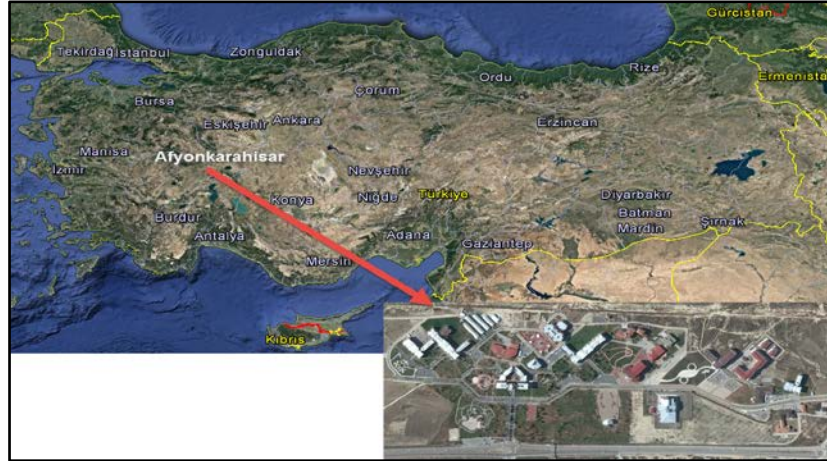 Gürcistan
Tekirdağ
İstanbul
Zonguldak
Rize
Ordu
Ermenista
Çorum
Bursa
Eskişehir
Ankara
Erzincan
Manisa
Afyonkarahisar
İzmir
Nevşehir
Konya
Niğde
Türkiye
Diyarbakır
Batman
Burdur
Mardin
Şırnak
Antalya
Adana
Gaziantep
Mersin
Kıbrıs